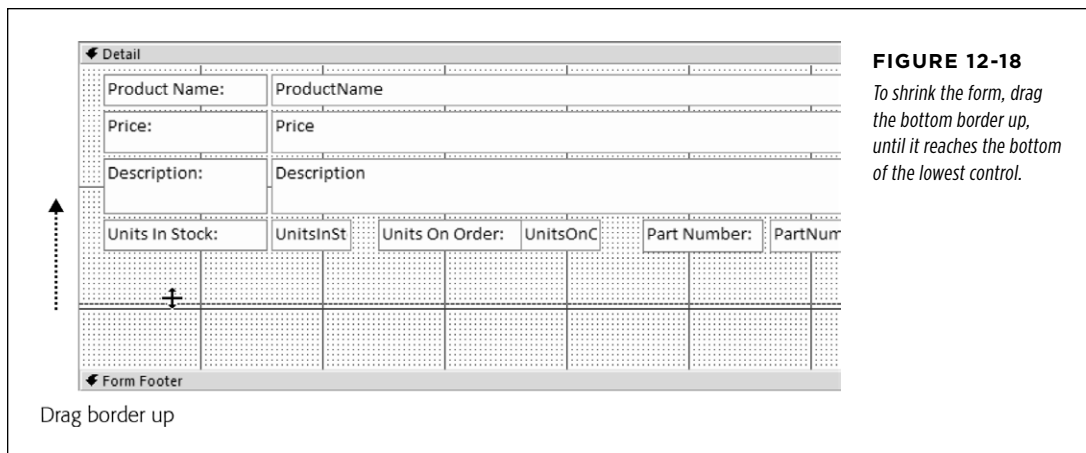 Detail
Product Name: ProductName
Price: Price
Description: Description
Units In Stock: UnitsInSt Units On Order: UnitsOnC Part Number: PartNum
Form Footer
Drag border up
FIGURE 12-18
To shrink the form, drag
the bottom border up,
until it reaches the bottom
of the lowest control.